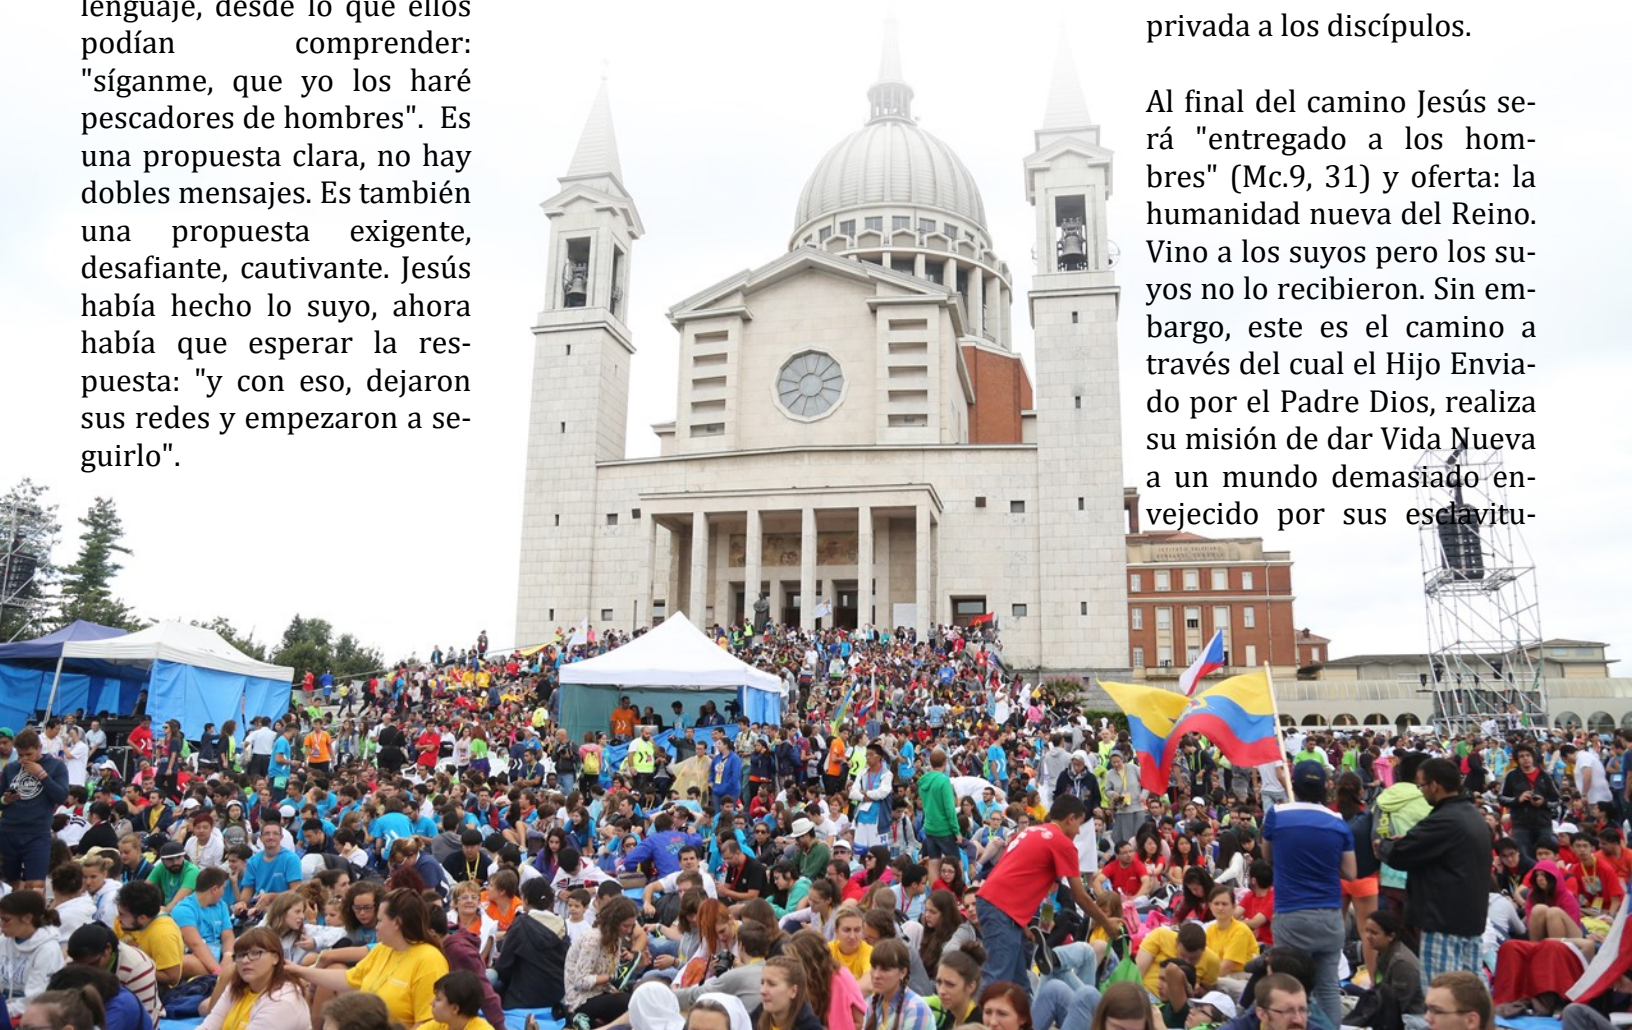 lenguaje, desde lo que ellos
podían comprender:
"síganme, que yo los haré
pescadores de hombres". Es
una propuesta clara, no hay
dobles mensajes. Es también
una propuesta exigente,
desafiante, cautivante. Jesús
había hecho lo suyo, ahora
había que esperar la res-
puesta: "y con eso, dejaron
sus redes y empezaron a se-
guirlo".
privada a los discípulos.
Al final del camino Jesús se-
rá "entregado a los hom-
bres" (Mc.9, 31) y oferta: la
humanidad nueva del Reino.
Vino a los suyos pero los su-
yos no lo recibieron. Sin em-
bargo, este es el camino a
través del cual el Hijo Envia-
do por el Padre Dios, realiza
su misión de dar Vida Nueva
a un mundo demasiado en-
vejecido por sus esclavitu-